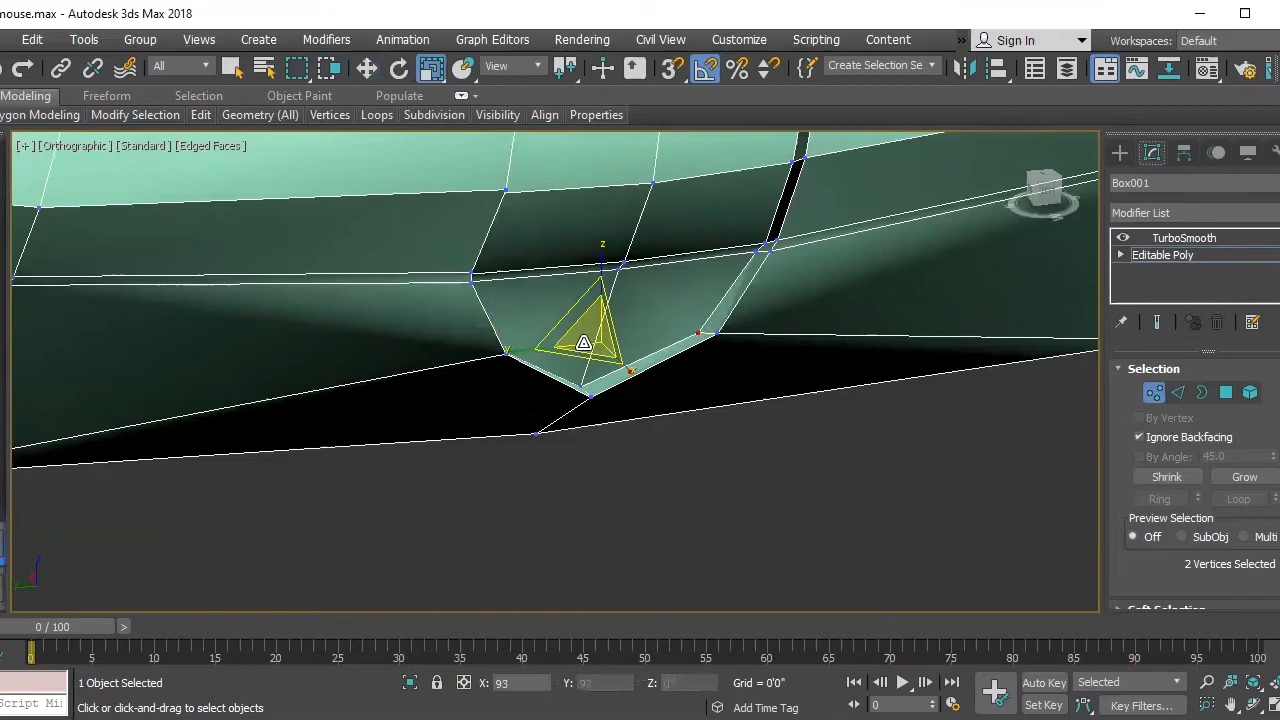 mouse.max - Autodesk 3ds Max 2018
Edit Tools Group Views Create Modifiers Animation Graph Editors Rendering Civil View Customize Scripting Content » Sign In Workspaces: Default
All View Create Selection Se
Modeling Freeform Selection Object Paint Populate
ygon Modeling Modify Selection Edit Geometry (All) Vertices Loops Subdivision Visibility Align Properties
[+] [Orthographic] [Standard] [Edged Faces]
Box001
Modifier List
TurboSmooth
Editable Poly
z
y
Selection
By Vertex
Ignore Backfacing
By Angle: 45.0
Shrink Grow
Ring Loop
Preview Selection
Off SubObj Multi
2 Vertices Selected
z
y
0 / 100 >
0 5 10 15 20 25 30 35 40 45 50 55 60 65 70 75 80 85 90 95 100
1 Object Selected X: 93 Y: 97 Z: Grid = 0'0" Auto Key Selected
Script Mi Click or click-and-drag to select objects Add Time Tag 0 Set Key Key Filters...